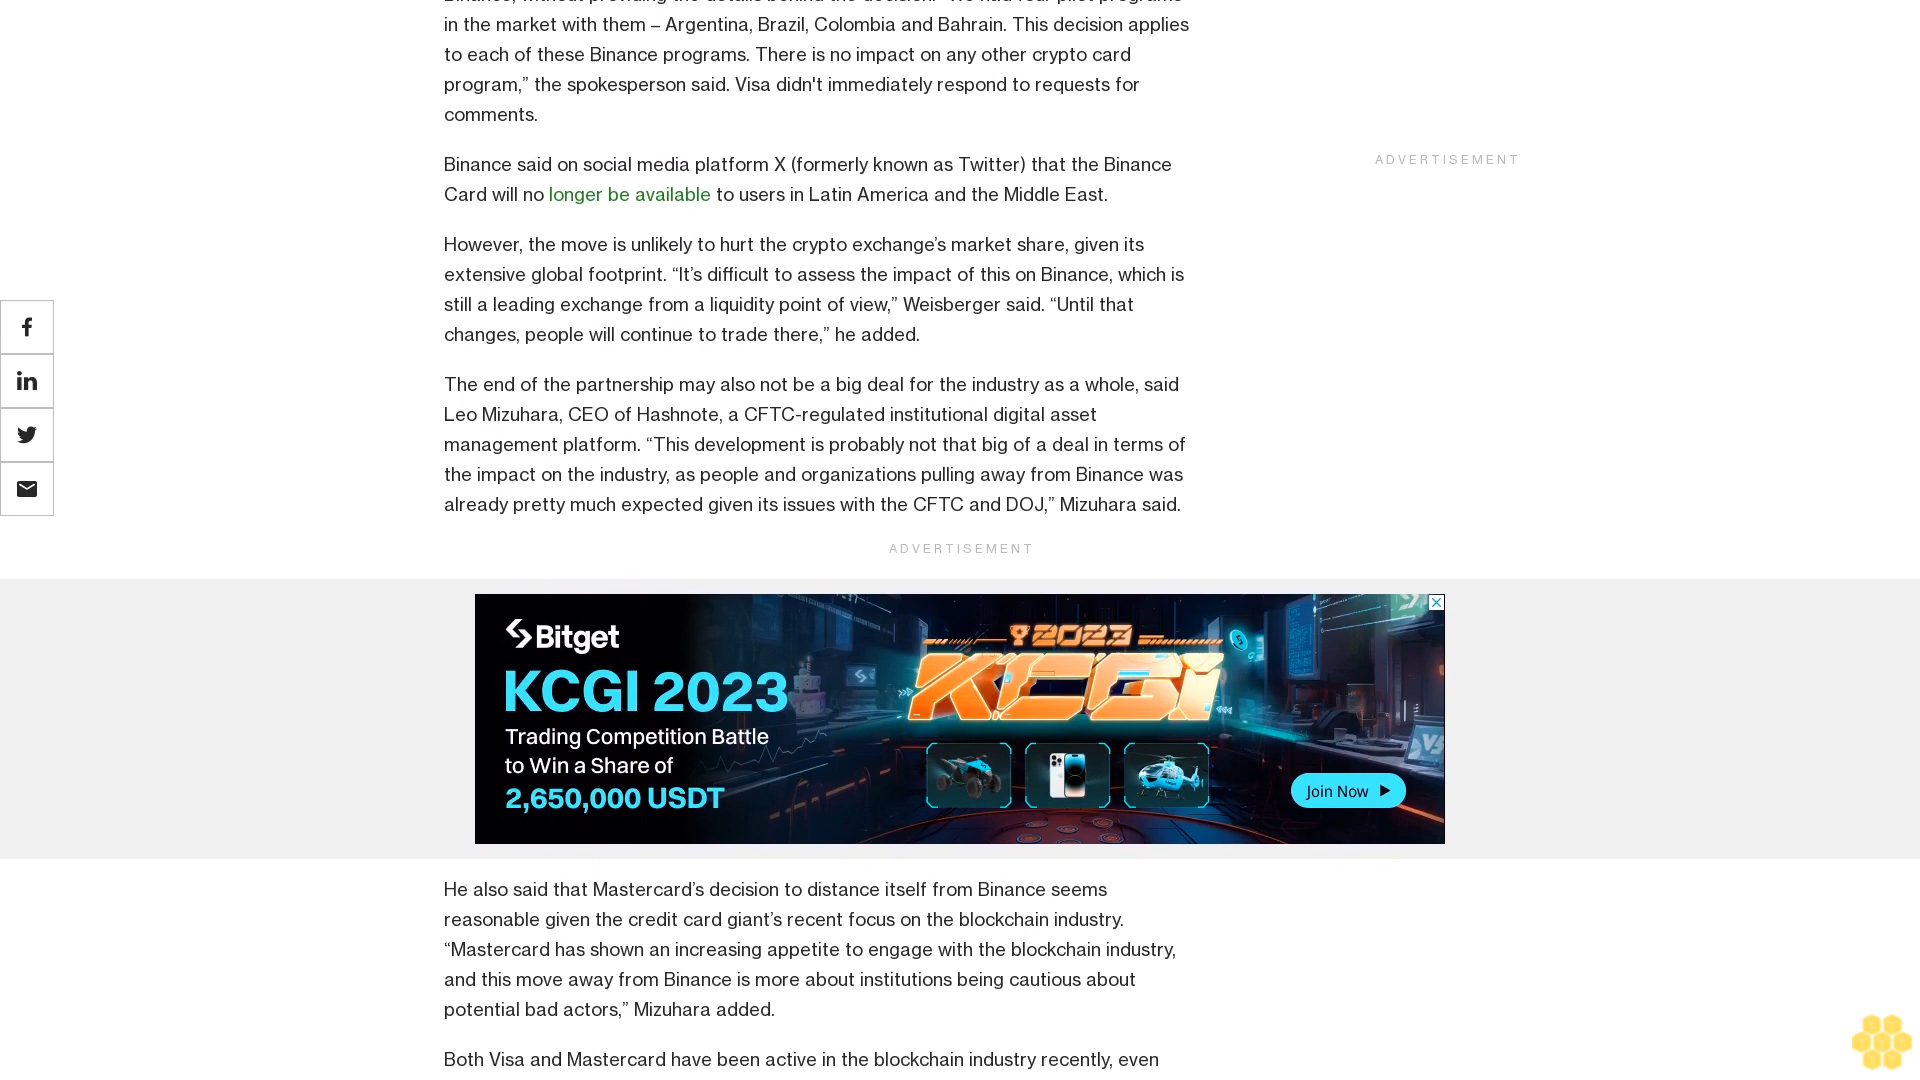 in the market with them – Argentina, Brazil, Colombia and Bahrain. This decision applies
to each of these Binance programs. There is no impact on any other crypto card
program,” the spokesperson said. Visa didn't immediately respond to requests for
comments.
Binance said on social media platform X (formerly known as Twitter) that the Binance
Card will no longer be available to users in Latin America and the Middle East.
However, the move is unlikely to hurt the crypto exchange’s market share, given its
extensive global footprint. “It’s difficult to assess the impact of this on Binance, which is
still a leading exchange from a liquidity point of view,” Weisberger said. “Until that
changes, people will continue to trade there,” he added.
The end of the partnership may also not be a big deal for the industry as a whole, said
Leo Mizuhara, CEO of Hashnote, a CFTC-regulated institutional digital asset
management platform. “This development is probably not that big of a deal in terms of
the impact on the industry, as people and organizations pulling away from Binance was
already pretty much expected given its issues with the CFTC and DOJ,” Mizuhara said.
ADVERTISEMENT
ADVERTISEMENT
Bitget
KCGI 2023
Trading Competition Battle
to Win a Share of
2,650,000 USDT
2023
KCGI
VS
Join Now
He also said that Mastercard’s decision to distance itself from Binance seems
reasonable given the credit card giant’s recent focus on the blockchain industry.
“Mastercard has shown an increasing appetite to engage with the blockchain industry,
and this move away from Binance is more about institutions being cautious about
potential bad actors,” Mizuhara added.
Both Visa and Mastercard have been active in the blockchain industry recently, even